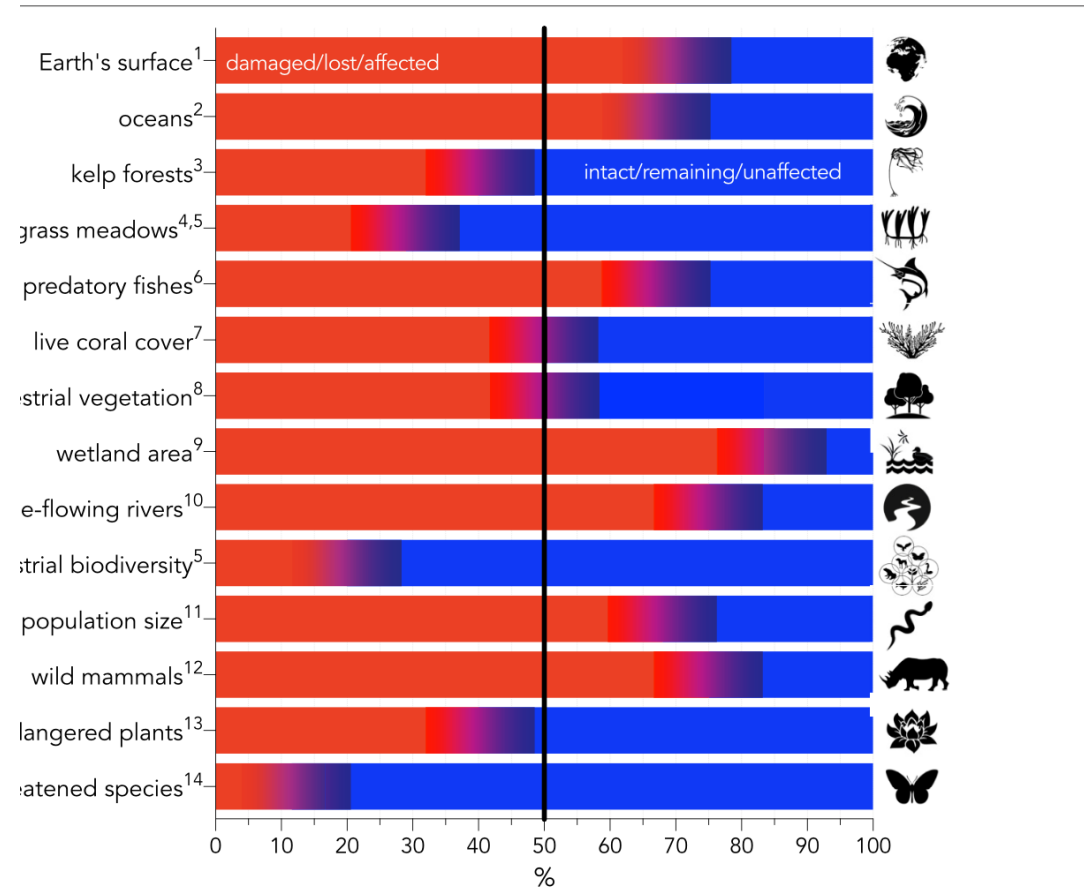 Earth's surface1
damaged/lost/affected
oceans2
kelp forests3
intact/remaining/unaffected
grass meadows4,5
predatory fishes6
live coral cover7
strial vegetation8
wetland area9
e-flowing rivers10
strial biodiversity5
population size11
wild mammals12
langered plants13
eatened species14
0 10 20 30 40 50 60 70 80 90 100
%